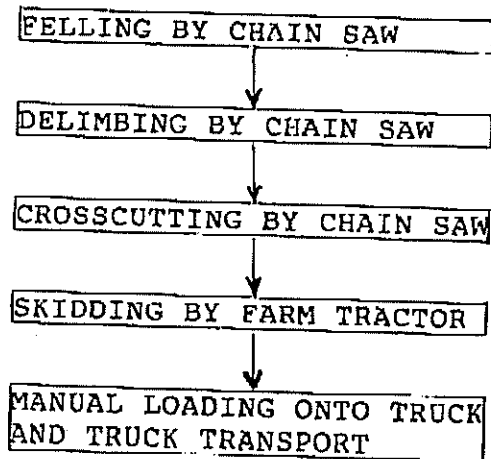 FELLING BY CHAIN SAW
DELIMBING BY CHAIN SAW
CROSSCUTTING BY CHAIN SAW
SKIDDING BY FARM TRACTOR
MANUAL LOADING ONTO TRUCK
AND TRUCK TRANSPORT